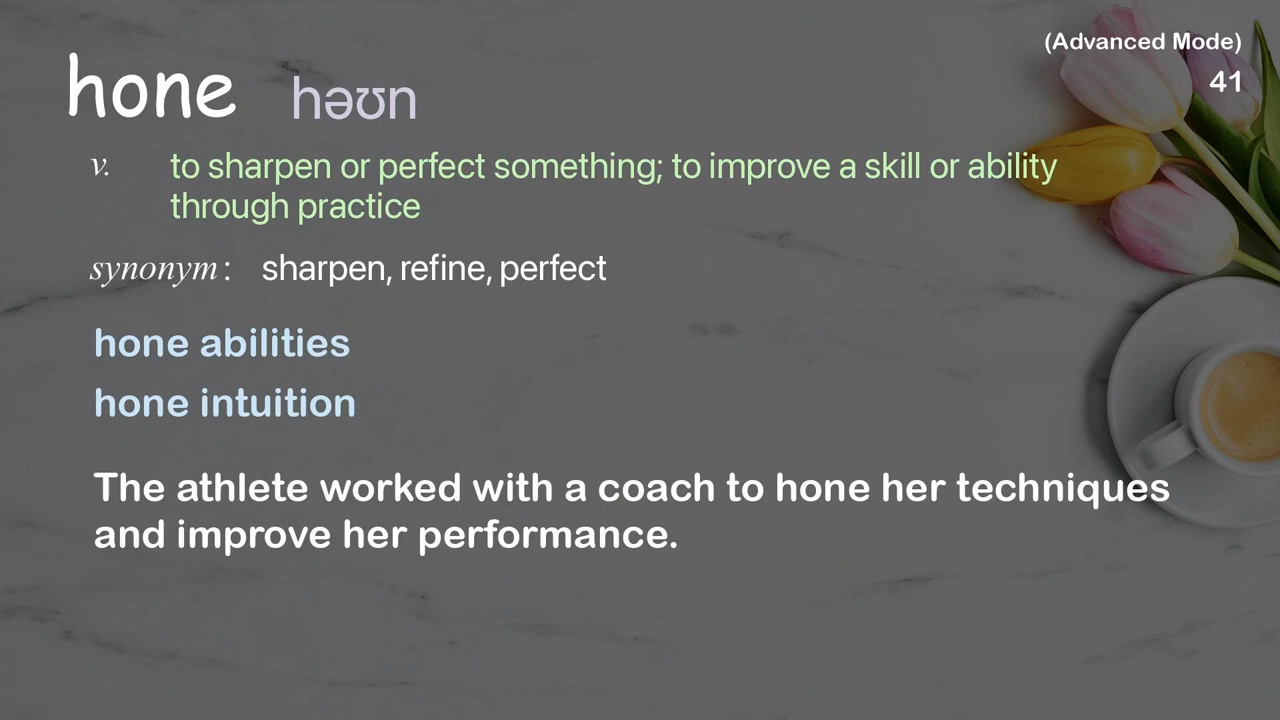 (Advanced Mode)
41
hone həʊn
v. to sharpen or perfect something; to improve a skill or ability
through practice
synonym: sharpen, refine, perfect
hone abilities
hone intuition
The athlete worked with a coach to hone her techniques
and improve her performance.